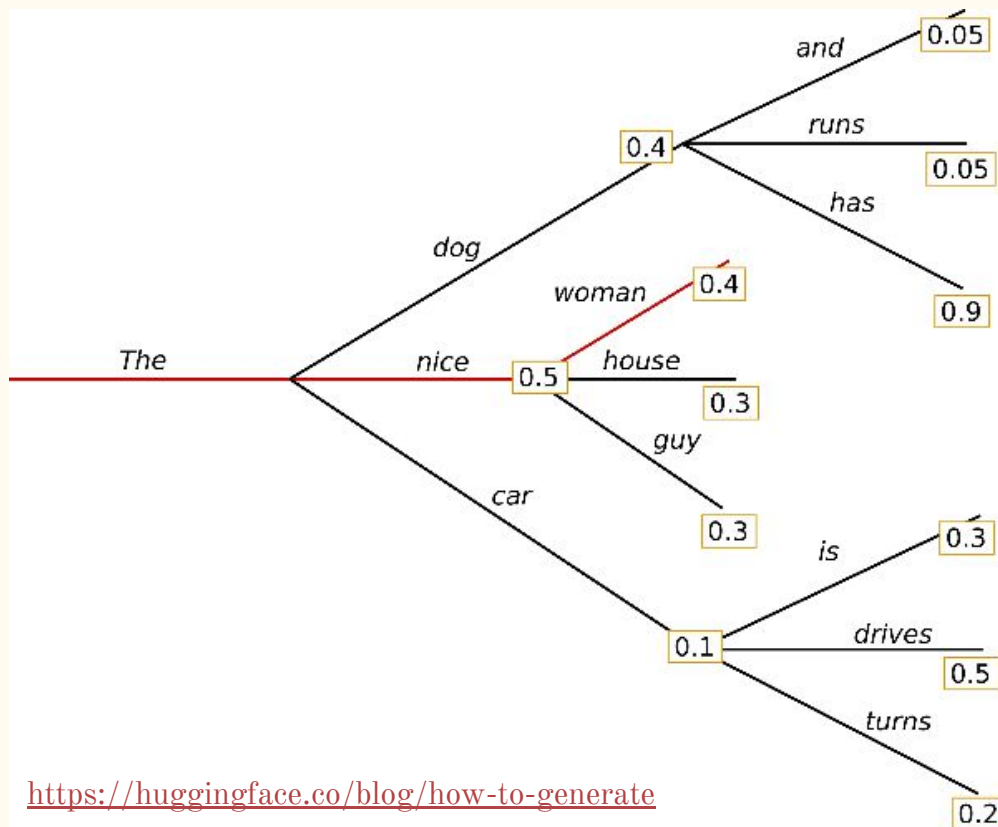 and
0.05
runs
0.4
0.05
has
dog
woman
0.4
0.9
The
nice
0.5
house
0.3
guy
car
0.3
is
0.3
0.1
drives
0.5
turns
https://huggingface.co/blog/how-to-generate
0.2